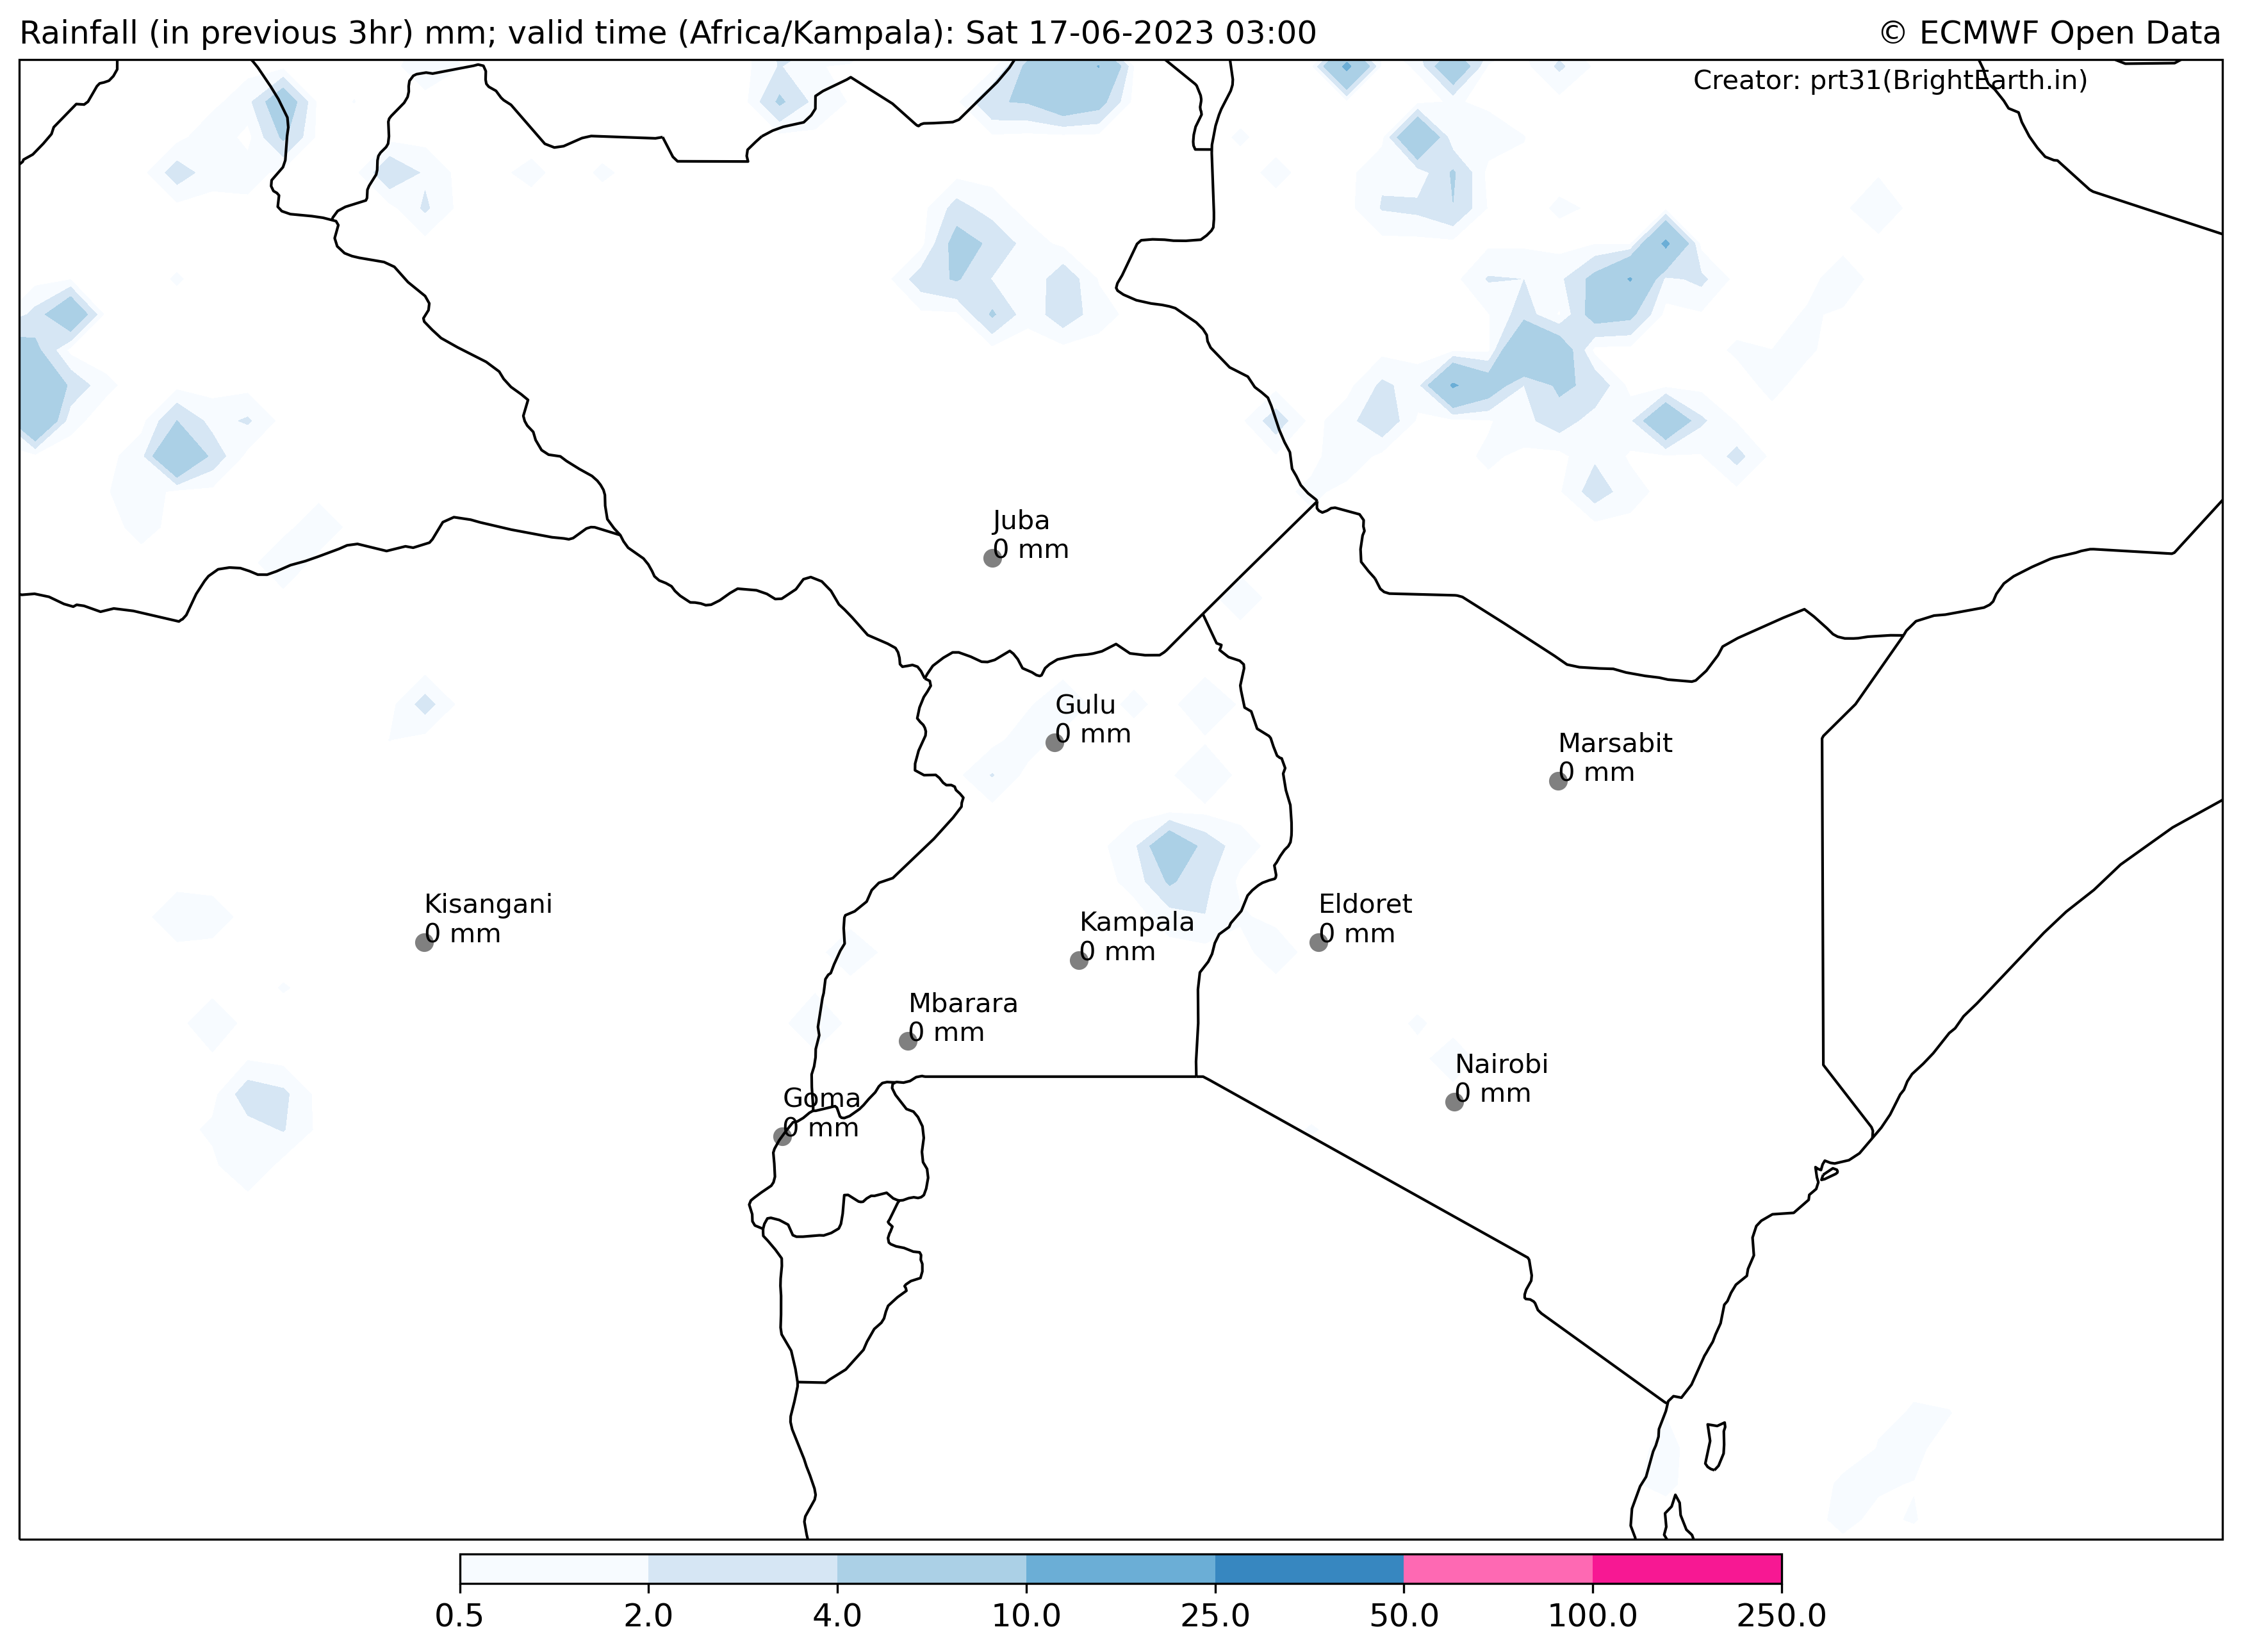 Rainfall (in previous 3hr) mm; valid time (Africa/Kampala): Sat 17-06-2023 03:00
© ECMWF Open Data
Creator: prt31(BrightEarth.in)
Juba
0 mm
Gulu
0 mm
Marsabit
0 mm
Kisangani
0 mm
Kampala
0 mm
Eldoret
0 mm
Mbarara
0 mm
Nairobi
0 mm
Goma
0 mm
0.5 2.0 4.0 10.0 25.0 50.0 100.0 250.0